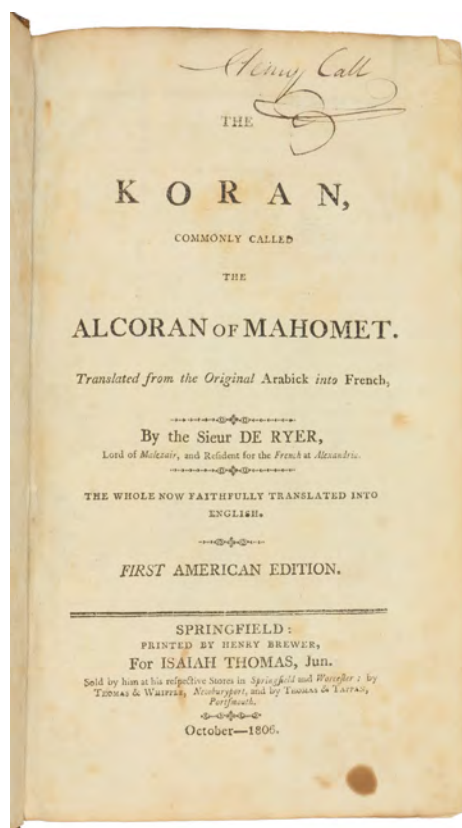 Henry Call
THE
KORAN,
COMMONLY CALLED
THE
ALCORAN OF MAHOMET.
Translated from the Original Arabick into French,
By the Sieur DE RYER,
Lord of Malezair, and Reſident for the French at Alexandria.
THE WHOLE NOW FAITHFULLY TRANSLATED INTO
ENGLISH.
FIRST AMERICAN EDITION.
SPRINGFIELD:
PRINTED BY HENRY BREWER,
For ISAIAH THOMAS, Jun.
Sold by him at his reſpective Stores in Springfield and Worceſter: by
THOMAS & WHIPPLE, Newburyport, and by THOMAS & TAPPAN,
Portſmouth.
October—1806.